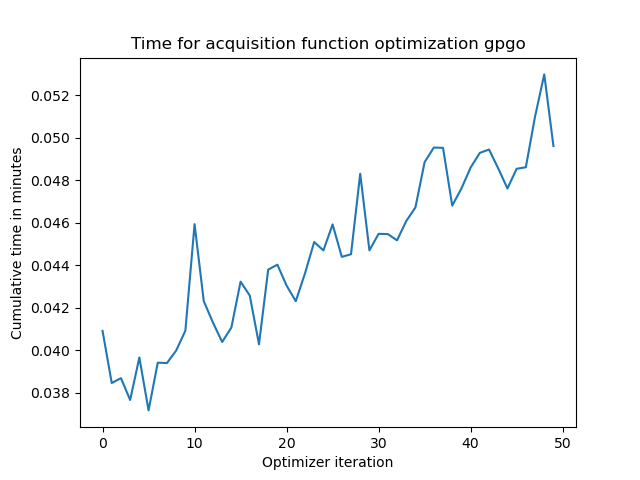 Time for acquisition function optimization gpgo
0.052
0.050
0.048
0.046
0.044
0.042
0.040
0.038
Cumulative time in minutes
0 10 20 30 40 50
Optimizer iteration